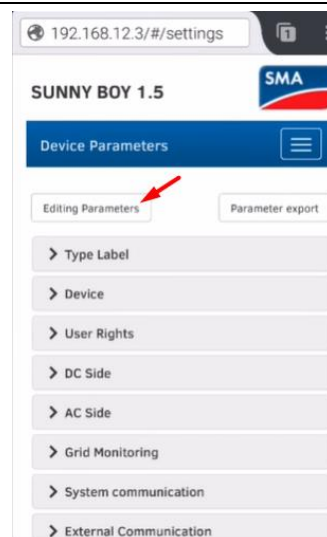 192.168.12.3/#/settings
1
SUNNY BOY 1.5
SMA
Device Parameters
Editing Parameters
Parameter export
Type Label
Device
User Rights
DC Side
AC Side
Grid Monitoring
System communication
External Communication